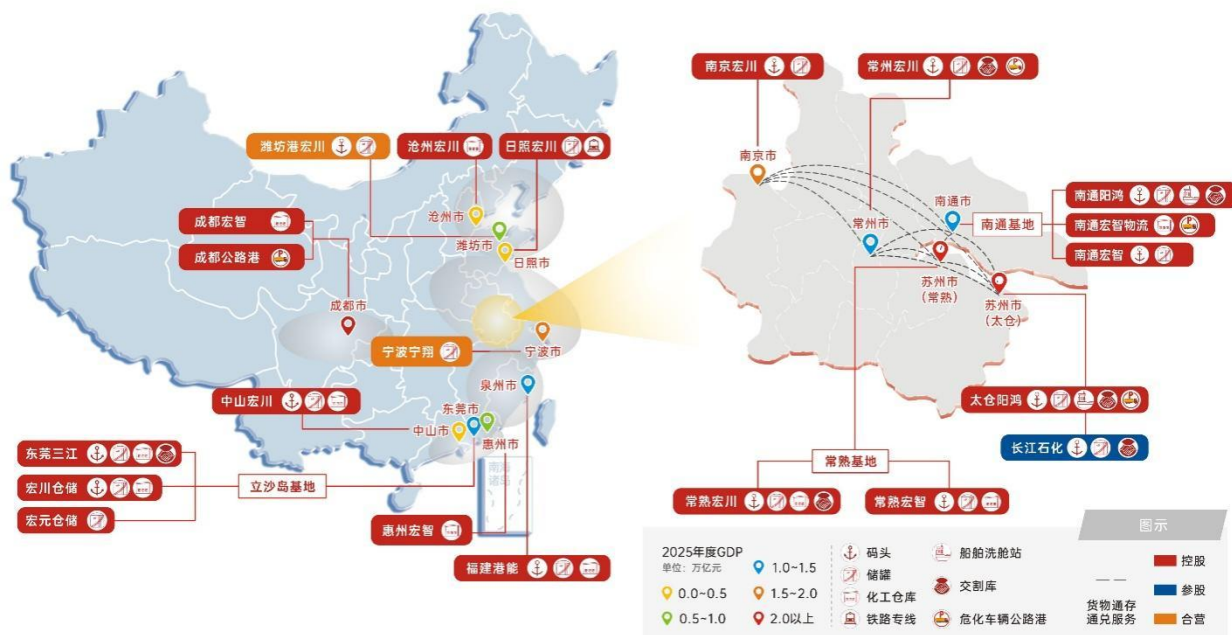 潍坊港宏川
沧州宏川
日照宏川
成都宏智
成都公路港
沧州市
潍坊市
日照市
成都市
宁波宁翔
宁波市
泉州市
中山宏川
东莞市
中山市
惠州市
东莞三江
宏川仓储
宏元仓储
立沙岛基地
南海
诸岛
惠州宏智
福建港能
南京宏川
常州宏川
南京市
南通市
常州市
南通基地
南通阳鸿
南通宏智物流
南通宏智
苏州市
(常熟)
苏州市
(太仓)
太仓阳鸿
长江石化
常熟基地
常熟宏川
常熟宏智
图示
2025年度GDP
单位:万亿元
0.0~0.5
0.5~1.0
1.0~1.5
1.5~2.0
2.0以上
码头
储罐
化工仓库
铁路专线
船舶洗舱站
交割库
危化车辆公路港
货物通存
通兑服务
控股
参股
合营